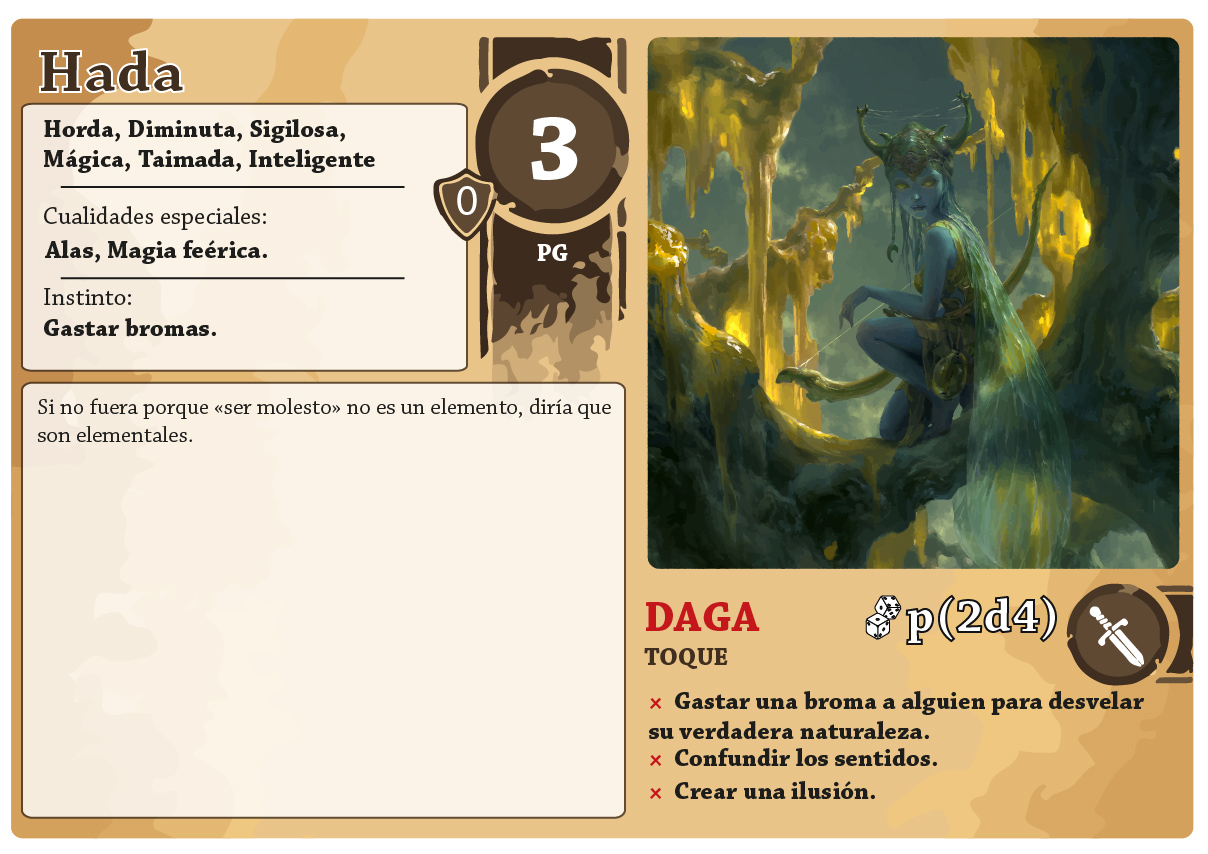 Hada
Horda, Diminuta, Sigilosa,
Mágica, Taimada, Inteligente
Cualidades especiales:
Alas, Magia feérica.
Instinto:
Gastar bromas.
0
3
PG
Si no fuera porque «ser molesto» no es un elemento, diría que
son elementales.
DAGA
p(2d4)
TOQUE
× Gastar una broma a alguien para desvelar
su verdadera naturaleza.
× Confundir los sentidos.
× Crear una ilusión.